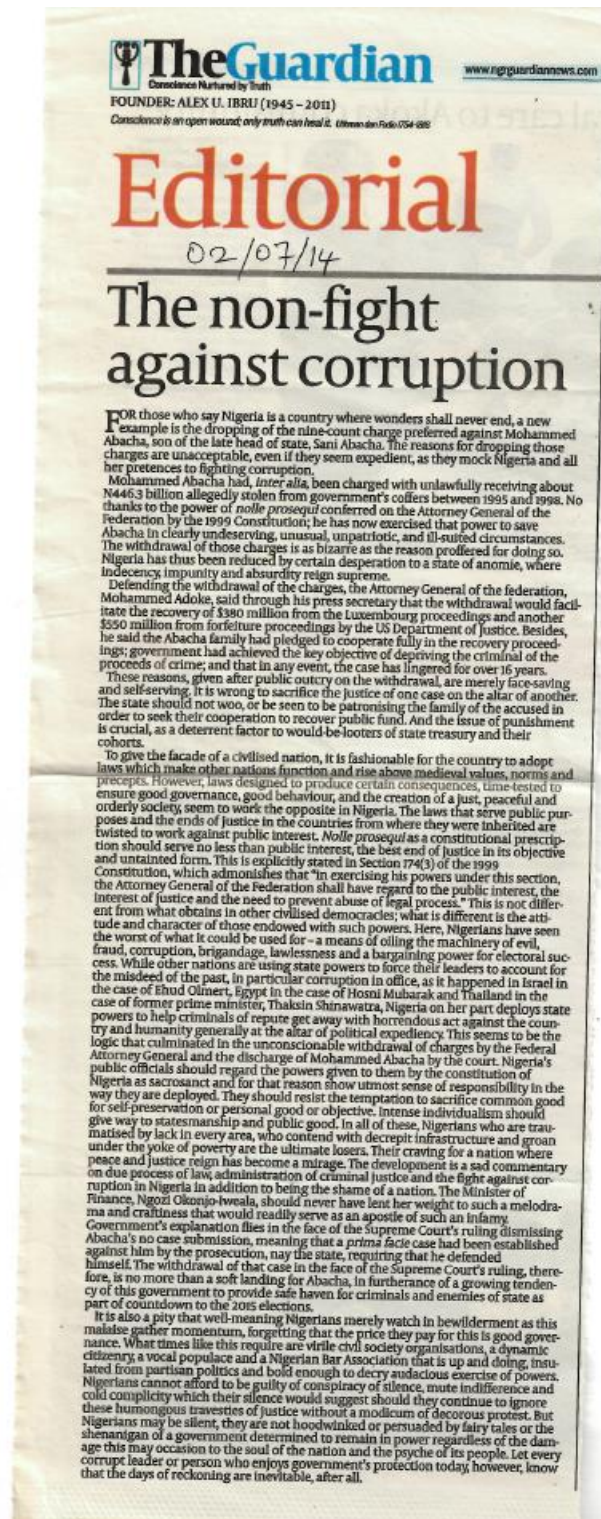 TheGuardian
www.ngrguardiannews.com
Conscience Nurtured by Truth
FOUNDER: ALEX U. IBRU (1945 – 2011)
Conscience is an open wound; only truth can heal it. Uthman dan Fodio 1754-1816
Editorial
02/07/14
The non-fight
against corruption
FOR those who say Nigeria is a country where wonders shall never end, a new
example is the dropping of the nine-count charge preferred against Mohammed
Abacha, son of the late head of state, Sani Abacha. The reasons for dropping those
charges are unacceptable, even if they seem expedient, as they mock Nigeria and all
her pretences to fighting corruption.
Mohammed Abacha had, inter alia, been charged with unlawfully receiving about
N446.3 billion allegedly stolen from government's coffers between 1995 and 1998. No
thanks to the power of nolle prosequi conferred on the Attorney General of the
Federation by the 1999 Constitution; he has now exercised that power to save
Abacha in clearly undeserving, unusual, unpatriotic, and ill-suited circumstances.
The withdrawal of those charges is as bizarre as the reason proffered for doing so.
Nigeria has thus been reduced by certain desperation to a state of anomie, where
indecency, impunity and absurdity reign supreme.
Defending the withdrawal of the charges, the Attorney General of the federation,
Mohammed Adoke, said through his press secretary that the withdrawal would facil-
itate the recovery of $380 million from the Luxembourg proceedings and another
$550 million from forfeiture proceedings by the US Department of Justice. Besides,
he said the Abacha family had pledged to cooperate fully in the recovery proceed-
ings; government had achieved the key objective of depriving the criminal of the
proceeds of crime; and that in any event, the case has lingered for over 16 years.
These reasons, given after public outcry on the withdrawal, are merely face-saving
and self-serving. It is wrong to sacrifice the justice of one case on the altar of another.
The state should not woo, or be seen to be patronising the family of the accused in
order to seek their cooperation to recover public fund. And the issue of punishment
is crucial, as a deterrent factor to would-be-looters of state treasury and their
cohorts.
To give the facade of a civilised nation, it is fashionable for the country to adopt
laws which make other nations function and rise above medieval values, norms and
precepts. However, laws designed to produce certain consequences, time-tested to
ensure good governance, good behaviour, and the creation of a just, peaceful and
orderly society, seem to work the opposite in Nigeria. The laws that serve public pur-
poses and the ends of justice in the countries from where they were inherited are
twisted to work against public interest. Nolle prosequi as a constitutional prescrip-
tion should serve no less than public interest, the best end of justice in its objective
and untainted form. This is explicitly stated in Section 174(3) of the 1999
Constitution, which admonishes that "in exercising his powers under this section,
the Attorney General of the Federation shall have regard to the public interest, the
interest of justice and the need to prevent abuse of legal process." This is not differ-
ent from what obtains in other civilised democracies; what is different is the atti-
tude and character of those endowed with such powers. Here, Nigerians have seen
the worst of what it could be used for – a means of oiling the machinery of evil,
fraud, corruption, brigandage, lawlessness and a bargaining power for electoral suc-
cess. While other nations are using state powers to force their leaders to account for
the misdeed of the past, in particular corruption in office, as it happened in Israel in
the case of Ehud Olmert, Egypt in the case of Hosni Mubarak and Thailand in the
case of former prime minister, Thaksin Shinawatra, Nigeria on her part deploys state
powers to help criminals of repute get away with horrendous act against the coun-
try and humanity generally at the altar of political expediency. This seems to be the
logic that culminated in the unconscionable withdrawal of charges by the Federal
Attorney General and the discharge of Mohammed Abacha by the court. Nigeria's
public officials should regard the powers given to them by the constitution of
Nigeria as sacrosanct and for that reason show utmost sense of responsibility in the
way they are deployed. They should resist the temptation to sacrifice common good
for self-preservation or personal good or objective. Intense individualism should
give way to statesmanship and public good. In all of these, Nigerians who are trau-
matised by lack in every area, who contend with decrepit infrastructure and groan
under the yoke of poverty are the ultimate losers. Their craving for a nation where
peace and justice reign has become a mirage. The development is a sad commentary
on due process of law, administration of criminal justice and the fight against cor-
ruption in Nigeria in addition to being the shame of a nation. The Minister of
Finance, Ngozi Okonjo-Iweala, should never have lent her weight to such a melodra-
ma and craftiness that would readily serve as an apostle of such an infamy.
Government's explanation flies in the face of the Supreme Court's ruling dismissing
Abacha's no case submission, meaning that a prima facie case had been established
against him by the prosecution, nay the state, requiring that he defended
himself. The withdrawal of that case in the face of the Supreme Court's ruling, there-
fore, is no more than a soft landing for Abacha, in furtherance of a growing tenden-
cy of this government to provide safe haven for criminals and enemies of state as
part of countdown to the 2015 elections.
It is also a pity that well-meaning Nigerians merely watch in bewilderment as this
malaise gather momentum, forgetting that the price they pay for this is good gover-
nance. What times like this require are virile civil society organisations, a dynamic
citizenry, a vocal populace and a Nigerian Bar Association that is up and doing, insu-
lated from partisan politics and bold enough to decry audacious exercise of powers.
Nigerians cannot afford to be guilty of conspiracy of silence, mute indifference and
cold complicity which their silence would suggest should they continue to ignore
these humongous travesties of justice without a modicum of decorous protest. But
Nigerians may be silent, they are not hoodwinked or persuaded by fairy tales or the
shenanigan of a government determined to remain in power regardless of the dam-
age this may occasion to the soul of the nation and the psyche of its people. Let every
corrupt leader or person who enjoys government's protection today, however, know
that the days of reckoning are inevitable, after all.